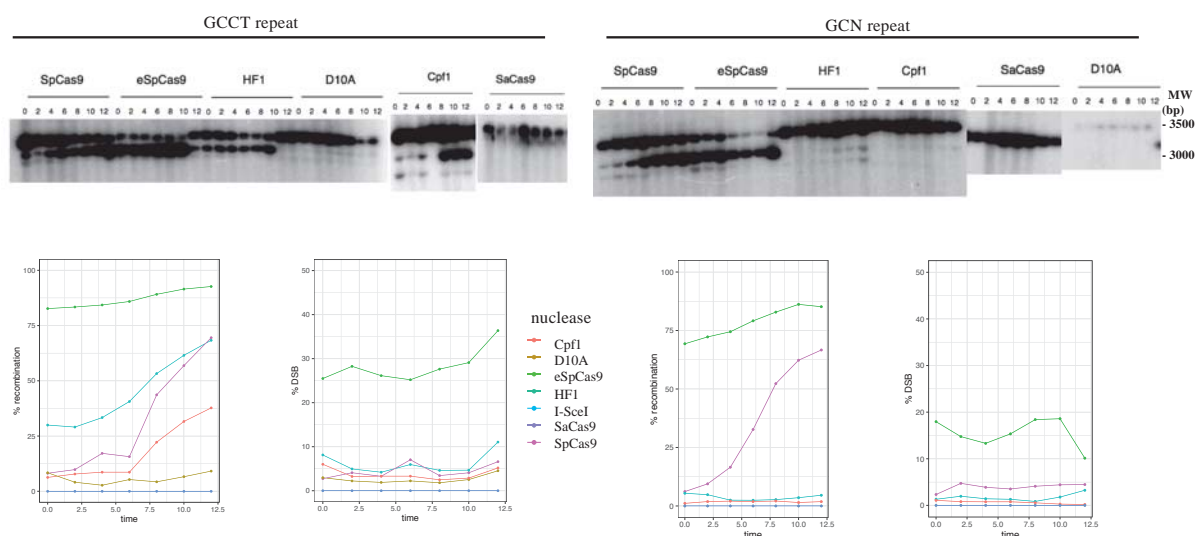 GCCT repeat
GCN repeat
SpCas9 eSpCas9 HF1 D10A Cpf1 SaCas9
0 2 4 6 8 10 12 0 2 4 6 8 10 12 0 2 4 6 8 10 12 0 2 4 6 8 10 12 0 2 4 6 8 10 12 0 2 4 6 8 10 12
SpCas9 eSpCas9 HF1 Cpf1 SaCas9 D10A
0 2 4 6 8 10 12 0 2 4 6 8 10 12 0 2 4 6 8 10 12 0 2 4 6 8 10 12 0 2 4 6 8 10 12 0 2 4 6 8 10 12
MW
(bp)
- 3500
- 3000
% recombination
100
75
50
25
0
0.0 2.5 5.0 7.5 10.0 12.5
time
% DSB
50
40
30
20
10
0
0.0 2.5 5.0 7.5 10.0 12.5
time
nuclease
Cpf1
D10A
eSpCas9
HF1
I-SceI
SaCas9
SpCas9
% recombination
100
75
50
25
0
0.0 2.5 5.0 7.5 10.0 12.5
time
% DSB
50
40
30
20
10
0
0.0 2.5 5.0 7.5 10.0 12.5
time